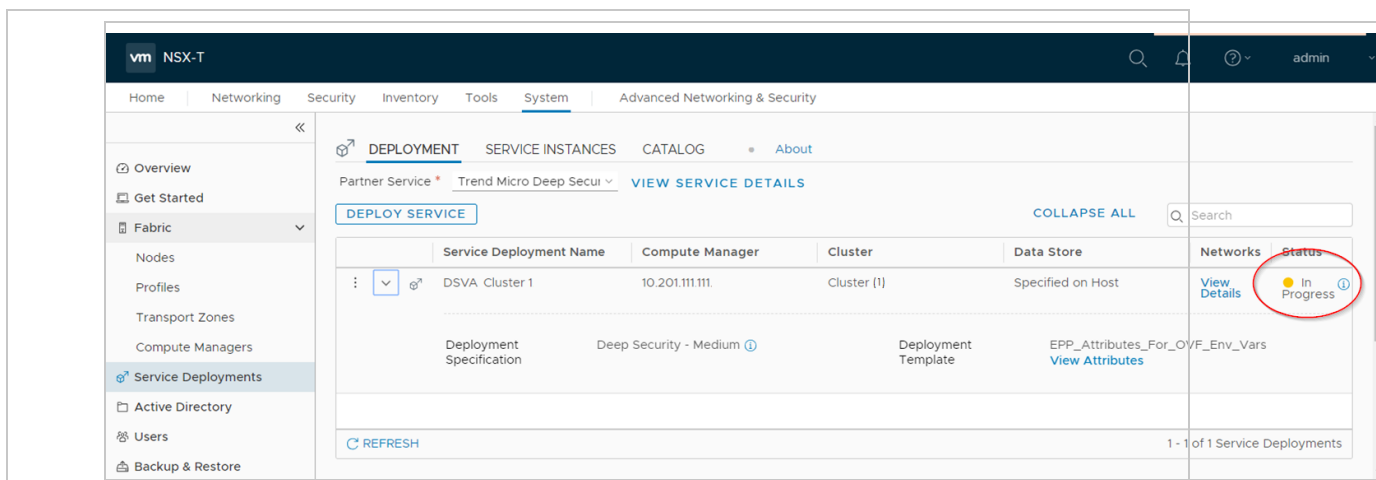 vm NSX-T admin
Home Networking Security Inventory Tools System Advanced Networking & Security
DEPLOYMENT SERVICE INSTANCES CATALOG About
Partner Service * Trend Micro Deep Secur VIEW SERVICE DETAILS
DEPLOY SERVICE COLLAPSE ALL Search
Service Deployment Name Compute Manager Cluster Data Store Networks Status
DSVA Cluster 1 10.201.111.111. Cluster (1) Specified on Host View Details In Progress
Deployment Specification Deep Security - Medium Deployment Template EPP_Attributes_For_OVF_Env_Vars
View Attributes
REFRESH 1 - 1 of 1 Service Deployments
Overview
Get Started
Fabric
Nodes
Profiles
Transport Zones
Compute Managers
Service Deployments
Active Directory
Users
Backup & Restore